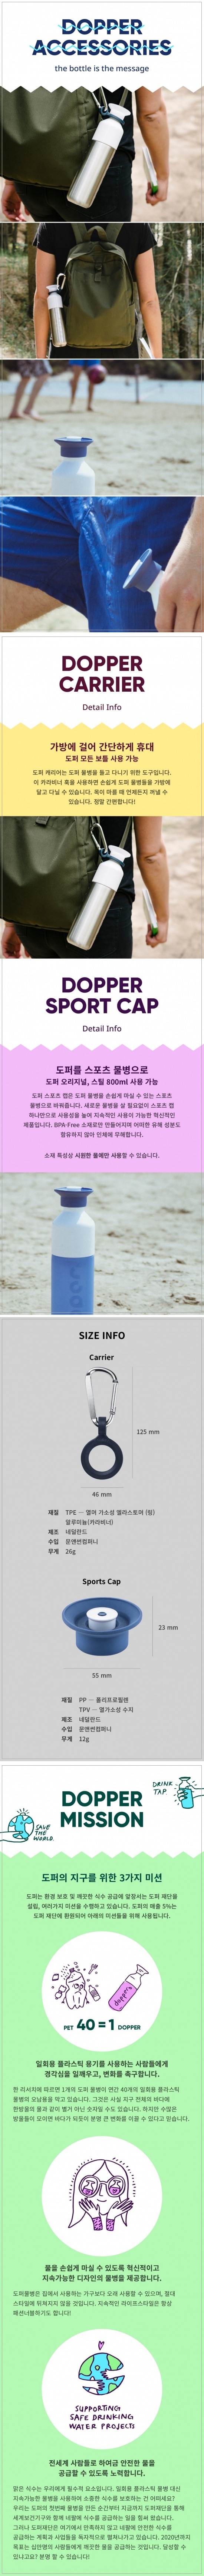 DOPPER
ACCESSORIES
the bottle is the message
DOPPER
CARRIER
Detail Info
가방에 걸어 간단하게 휴대
도퍼 모든 보틀 사용 가능
도퍼 캐리어는 도퍼 물병을 들고 다니기 위한 도구입니다.
이 카라비너 훅을 사용하면 손쉽게 도퍼 물병들을 가방에
달고 다닐 수 있습니다. 목이 마를 때 언제든지 꺼낼 수
있습니다. 정말 간편합니다!
DOPPER
SPORT CAP
Detail Info
도퍼를 스포츠 물병으로
도퍼 오리지널, 스틸 800ml 사용 가능
도퍼 스포츠 캡은 도퍼 물병을 손쉽게 마실 수 있는 스포츠
물병으로 바꿔줍니다. 새로운 물병을 살 필요없이 스포츠 캡
하나만으로 사용성을 높여 지속적인 사용이 가능한 혁신적인
제품입니다. BPA-Free 소재로만 만들어지며 어떠한 유해 성분도
함유하지 않아 인체에 무해합니다.
소재 특성상 시원한 물에만 사용할 수 있습니다.
SIZE INFO
Carrier
125 mm
46 mm
재질 TPE — 열가소성 엘라스토머 (링)
알루미늄(카라비너)
제조 네덜란드
수입 문앤썬컴퍼니
무게 26g
Sports Cap
23 mm
55 mm
재질 PP — 폴리프로필렌
TPV — 열가소성 수지
제조 네덜란드
수입 문앤썬컴퍼니
무게 12g
DRINK
TAP
DOPPER
MISSION
SAVE
THE
WORLD
도퍼의 지구를 위한 3가지 미션
도퍼는 환경 보호 및 깨끗한 식수 공급에 앞장서는 도퍼 재단을
설립, 여러가지 미션을 수행하고 있습니다. 도퍼의 매출 5%는
도퍼 재단에 환원되어 아래의 미션들을 위해 사용됩니다.
dopper
PET 40 = 1 DOPPER
일회용 플라스틱 용기를 사용하는 사람들에게
경각심을 일깨우고, 변화를 촉구합니다.
한 리서치에 따르면 1개의 도퍼 물병이 연간 40개의 일회용 플라스틱
물병의 오남용을 막고 있습니다. 그것은 사실 지구 전체의 바다에
한방울의 물과 같이 별거 아닌 숫자일 수도 있습니다. 하지만 수많은
방울들이 모이면 바다가 되듯이 분명 큰 변화를 이끌 수 있다고 믿습니다.
물을 손쉽게 마실 수 있도록 혁신적이고
지속가능한 디자인의 물병을 제공합니다.
도퍼물병은 집에서 사용하는 가구보다 오래 사용할 수 있으며, 절대
스타일에 뒤쳐지지 않을 것입니다. 지속적인 라이프스타일은 항상
패션너블하기도 합니다!
SUPPORTING
SAFE DRINKING
WATER PROJECTS
전세계 사람들로 하여금 안전한 물을
공급할 수 있도록 노력합니다.
맑은 식수는 우리에게 필수적 요소입니다. 일회용 플라스틱 물병 대신
지속가능한 물병을 사용하여 소중한 식수를 보호하는 건 어떠세요?
우리는 도퍼의 첫번째 물병을 만든 순간부터 지금까지 도퍼재단을 통해
세계보건기구와 함께 네팔에 식수를 공급하는 일을 힘써 왔습니다.
그러나 도퍼재단은 여기에서 만족하지 않고 네팔에 안전한 식수를
공급하는 계획과 사업들을 독자적으로 펼쳐나가고 있습니다. 2020년까지
목표는 십만명의 사람들에게 깨끗한 물을 공급하는 것입니다. 달성할 수
있냐고요? 분명 할 수 있습니다!